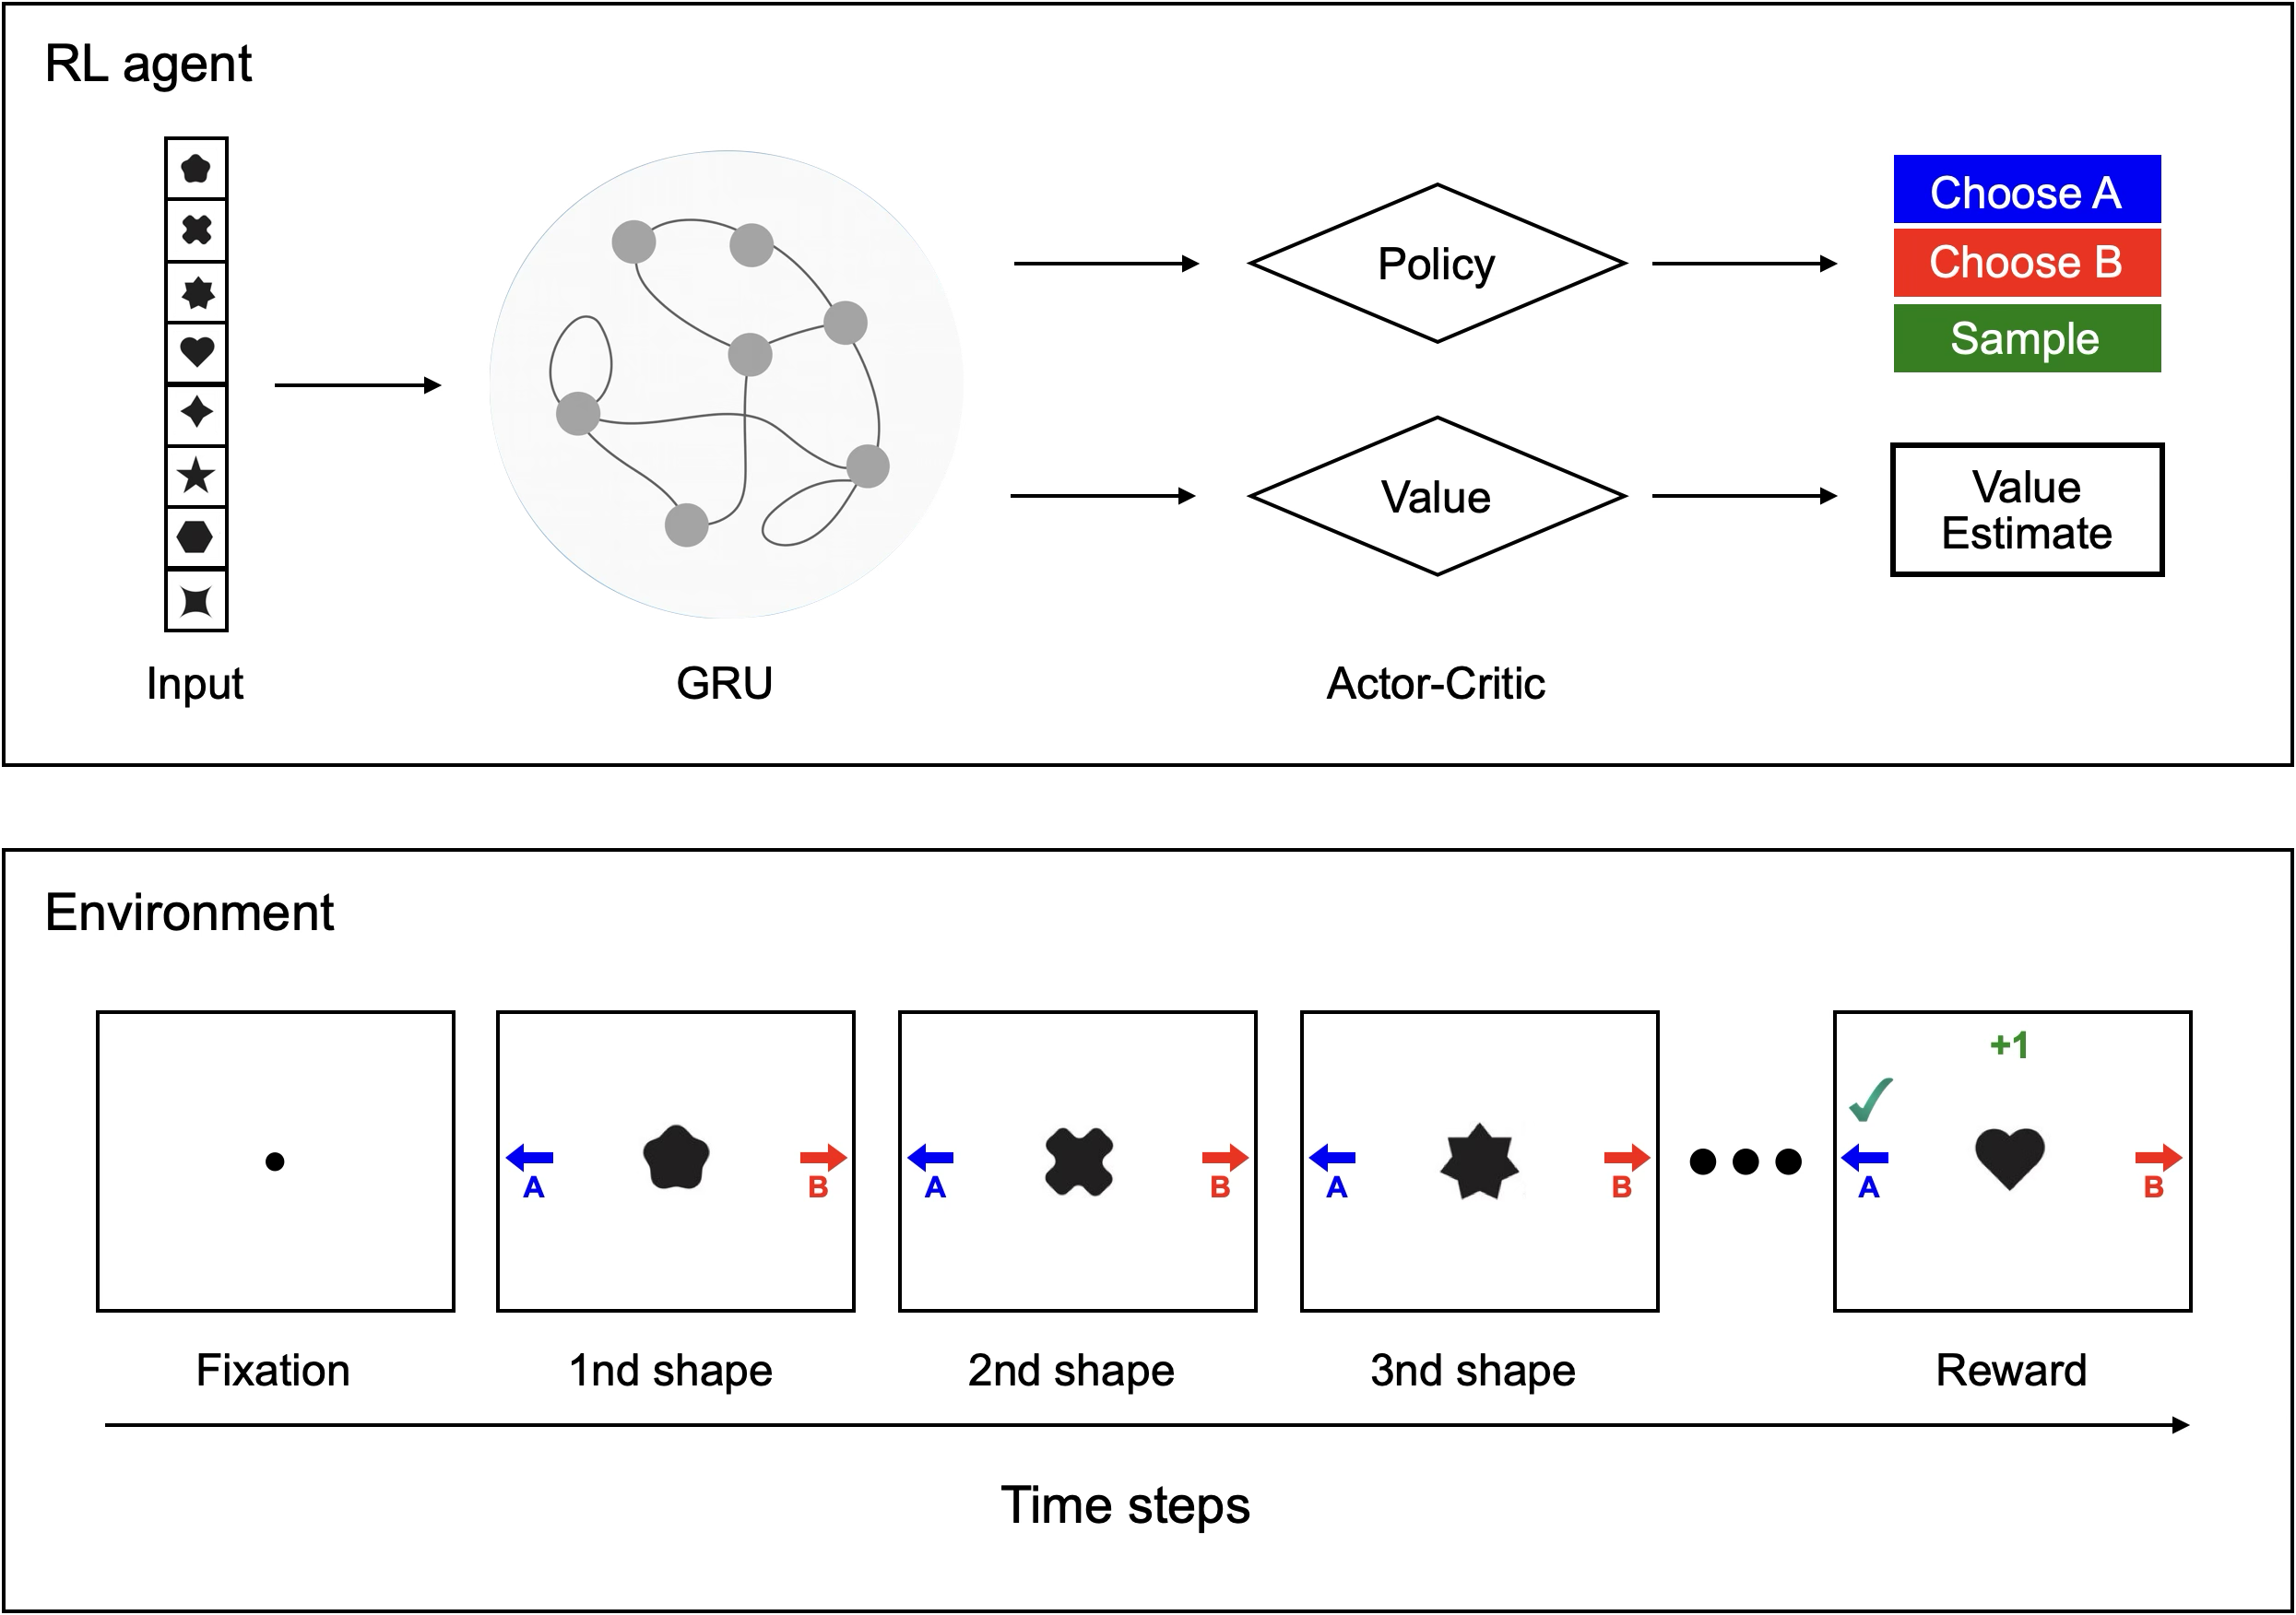 RL agent
Choose A
Choose B
Sample
Policy
Value
Value
Estimate
Input
GRU
Actor-Critic
Environment
+1
A
B
A
B
A
B
A
B
Fixation
1nd shape
2nd shape
3nd shape
Reward
Time steps